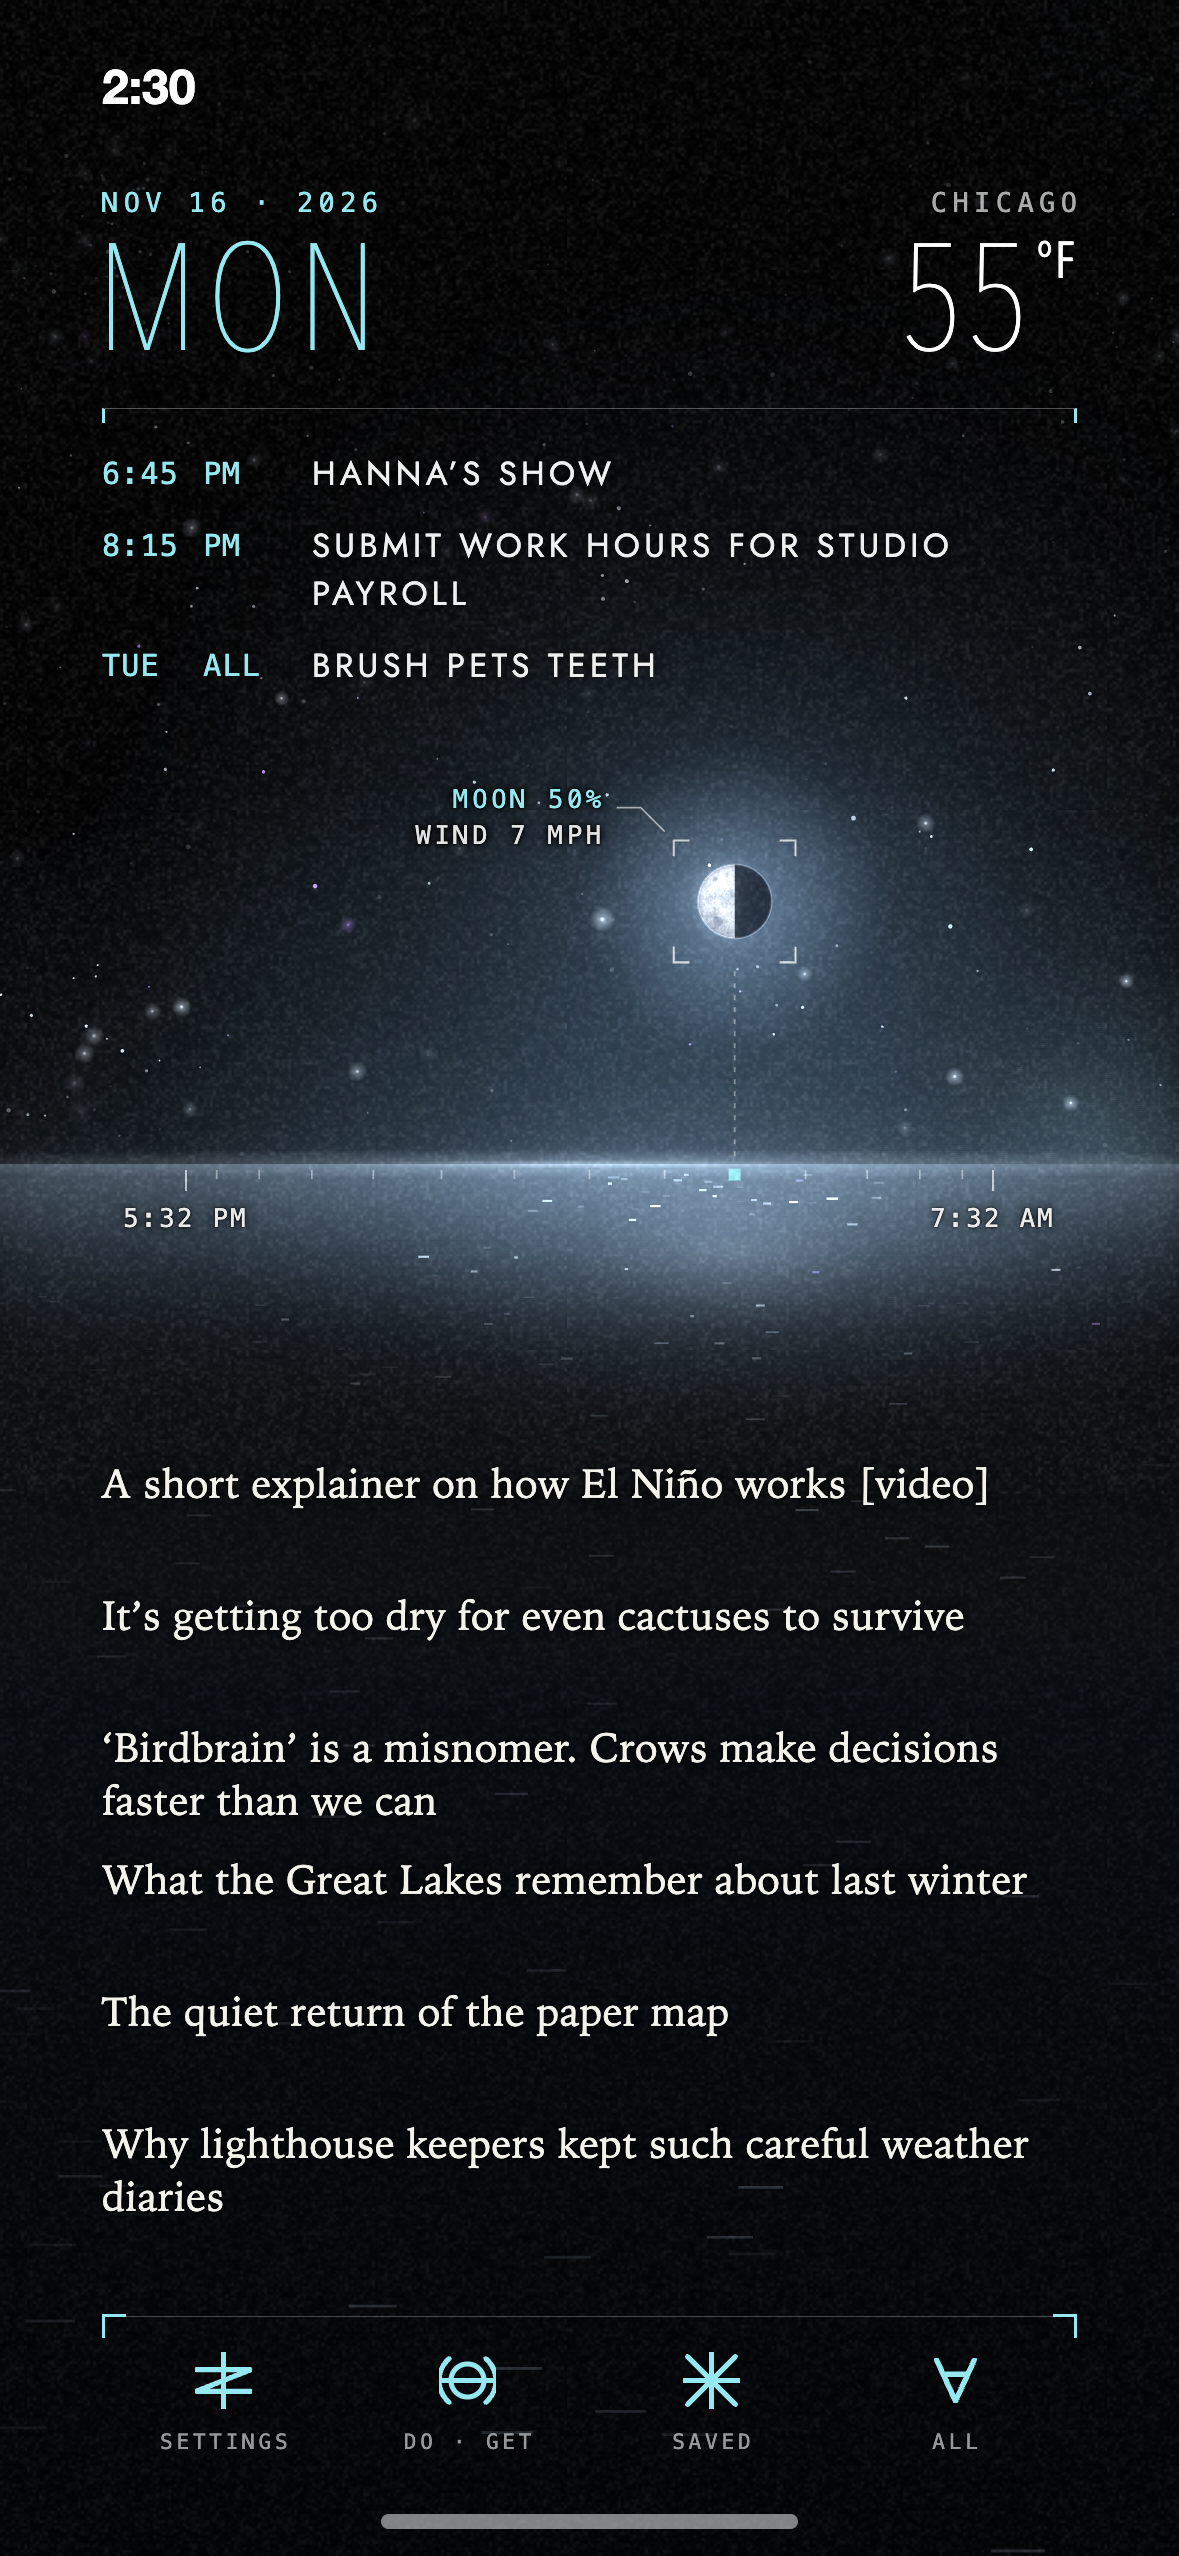 2:30
NOV 16 · 2026
CHICAGO
MON
55°F
6:45 PM HANNA’S SHOW
8:15 PM SUBMIT WORK HOURS FOR STUDIO
PAYROLL
TUE ALL BRUSH PETS TEETH
MOON 50%
WIND 7 MPH
5:32 PM
7:32 AM
A short explainer on how El Niño works [video]
It’s getting too dry for even cactuses to survive
‘Birdbrain’ is a misnomer. Crows make decisions
faster than we can
What the Great Lakes remember about last winter
The quiet return of the paper map
Why lighthouse keepers kept such careful weather
diaries
SETTINGS
DO · GET
SAVED
ALL